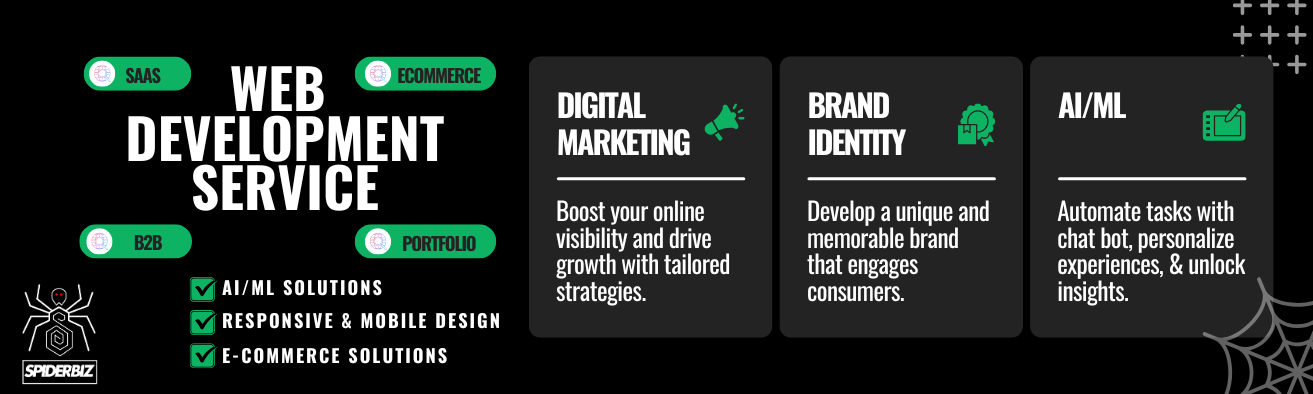 SAAS
ECOMMERCE
WEB
DEVELOPMENT
SERVICE
B2B
PORTFOLIO
AI/ML SOLUTIONS
RESPONSIVE & MOBILE DESIGN
E-COMMERCE SOLUTIONS
SPIDERBIZ
DIGITAL
MARKETING
Boost your online
visibility and drive
growth with tailored
strategies.
BRAND
IDENTITY
Develop a unique and
memorable brand
that engages
consumers.
AI/ML
Automate tasks with
chat bot, personalize
experiences, & unlock
insights.